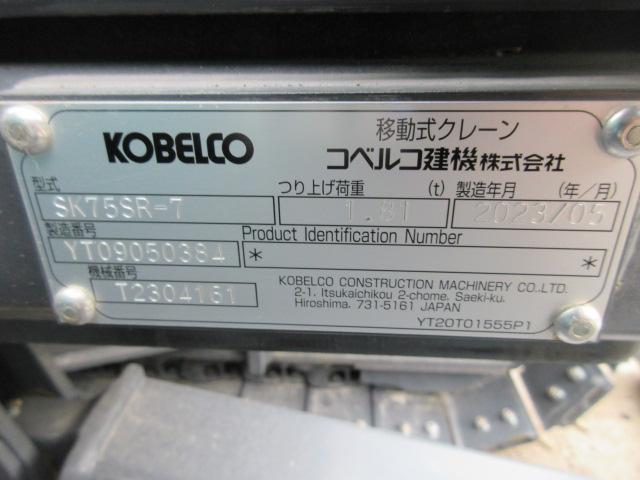 KOBELCO
移動式クレーン
コベルコ建機株式会社
型式 つり上げ荷重 (t) 製造年月 (年/月)
SK75SR-7 1.81 2023/05
製造番号 Product Identification Number
YT09050384 * *
機械番号
T2304161
KOBELCO CONSTRUCTION MACHINERY CO.,LTD.
2-1, Itsukaichikou 2-chome, Saeki-ku,
Hiroshima, 731-5161 JAPAN
YT20T01555P1